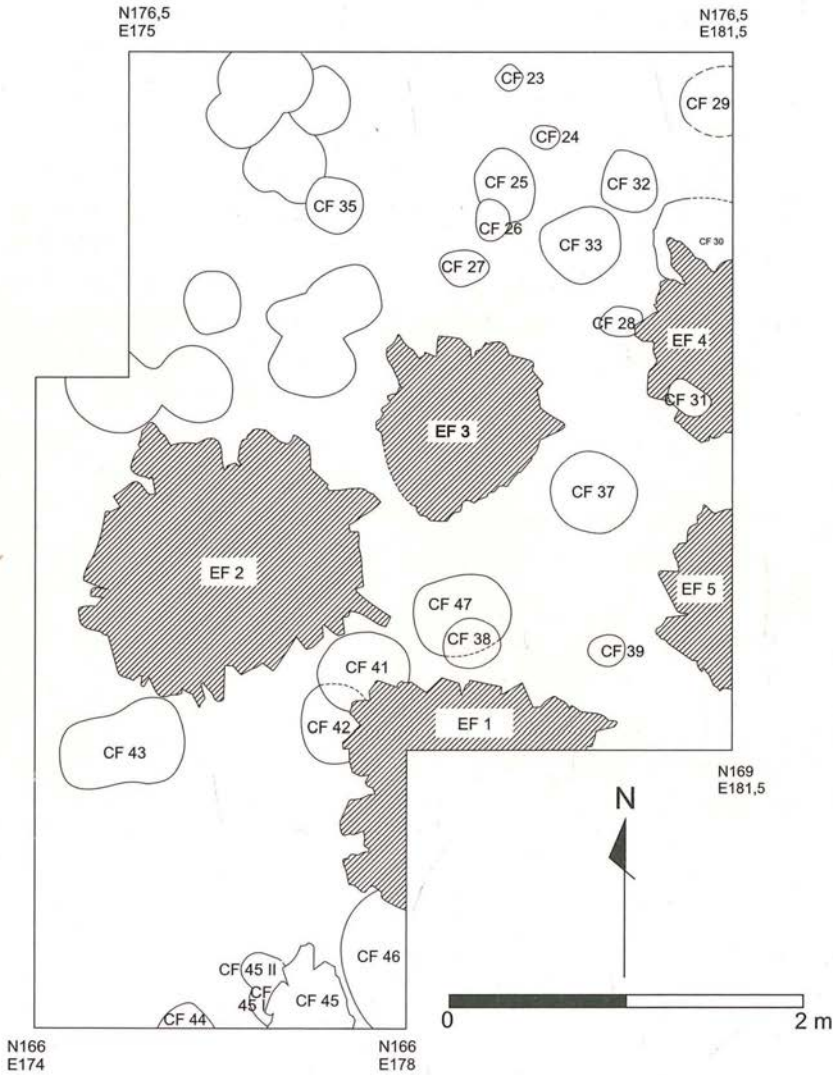 N176,5
E175
N176,5
E181,5
CF 23
CF 29
CF 24
CF 25
CF 32
CF 35
CF 26
CF 33
CF 30
CF 27
CF 28
EF 4
CF 31
EF 3
CF 37
EF 2
EF 5
CF 47
CF 38
CF 39
CF 41
CF 42
EF 1
CF 43
N169
E181,5
N
CF 46
CF 45 II
CF
45 I
CF 45
CF 44
0
2 m
N166
E174
N166
E178